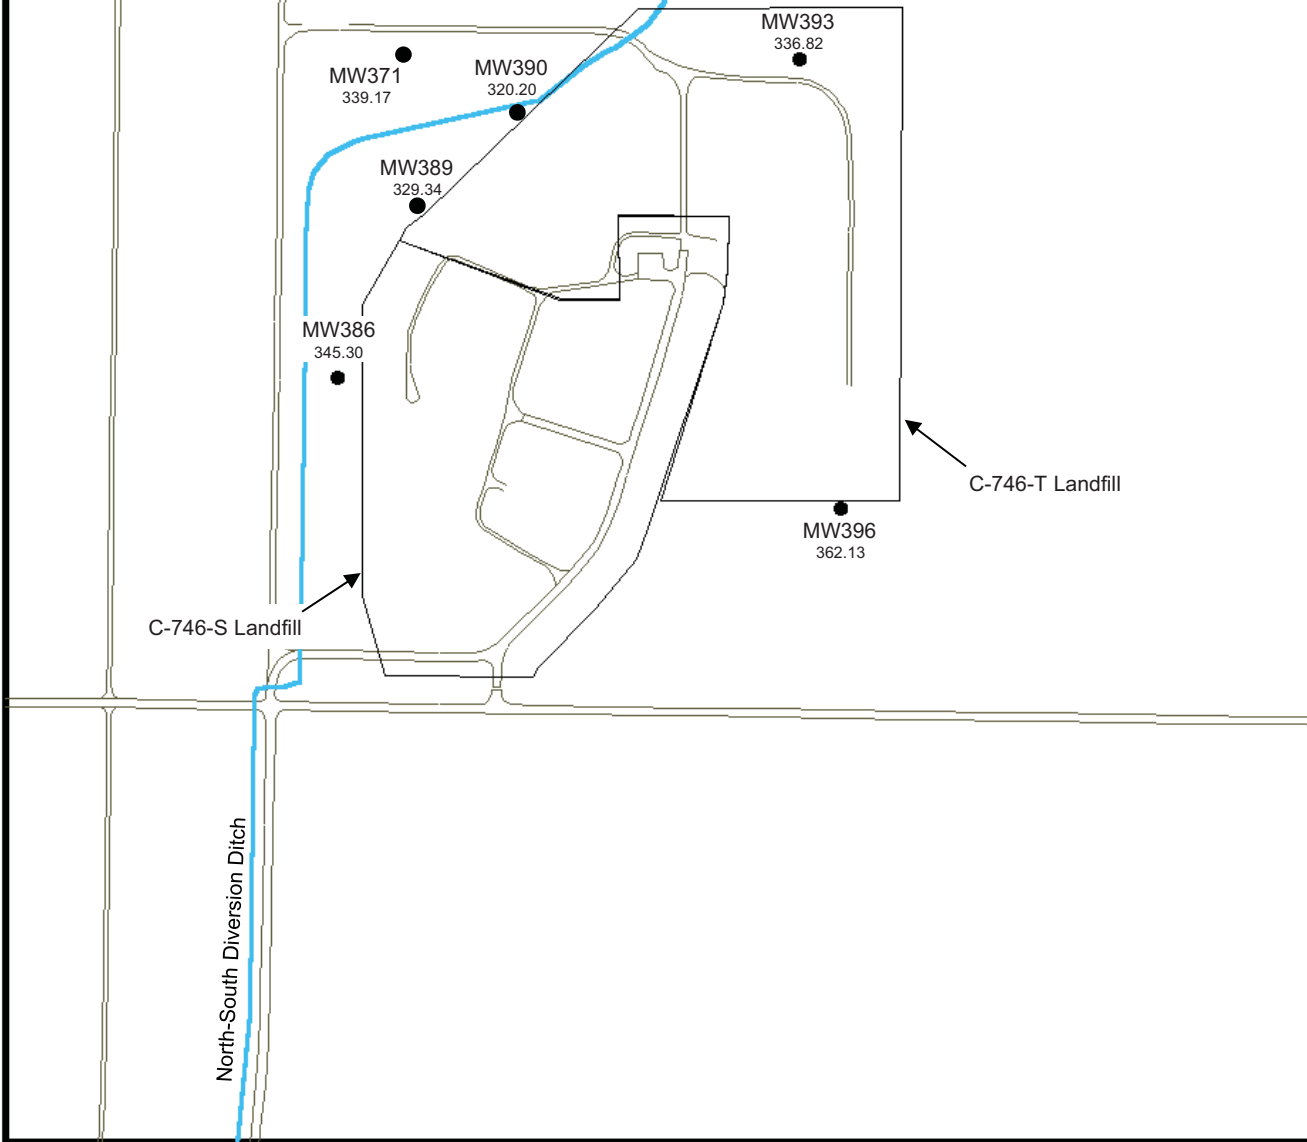 MW393
336.82
MW371
339.17
MW390
320.20
MW389
329.34
MW386
345.30
C-746-T Landfill
MW396
362.13
C-746-S Landfill
North-South Diversion Ditch